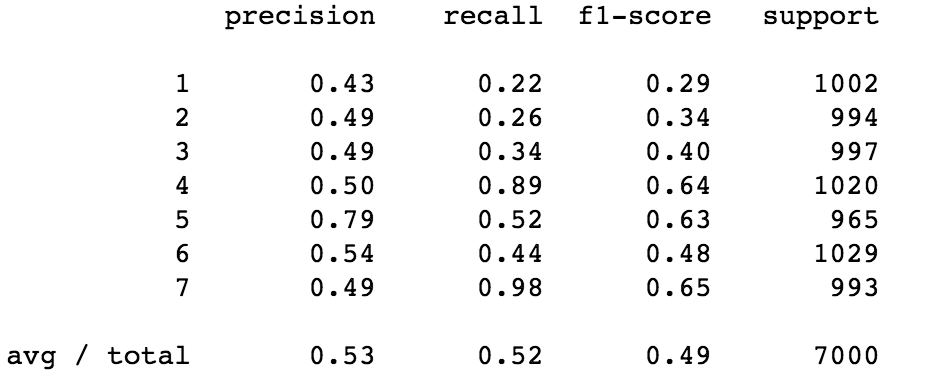 precision recall f1-score support
1 0.43 0.22 0.29 1002
2 0.49 0.26 0.34 994
3 0.49 0.34 0.40 997
4 0.50 0.89 0.64 1020
5 0.79 0.52 0.63 965
6 0.54 0.44 0.48 1029
7 0.49 0.98 0.65 993
avg / total 0.53 0.52 0.49 7000